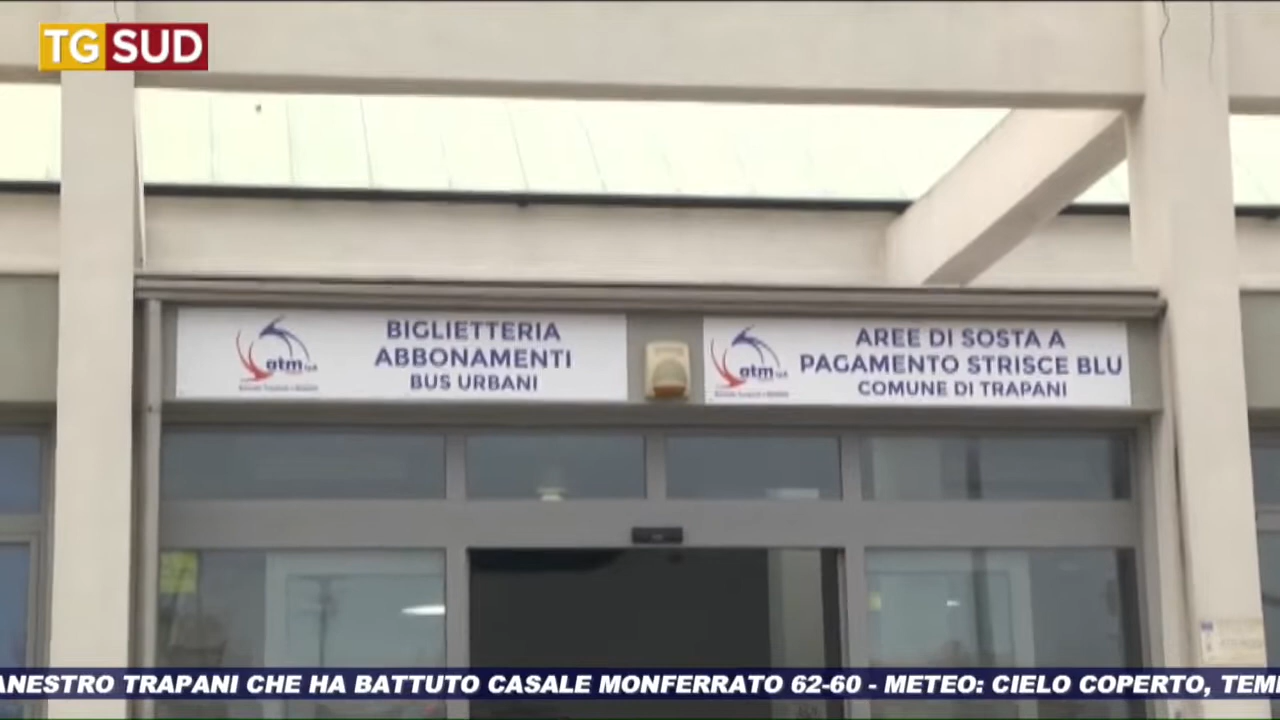 TG SUD
BIGLIETTERIA
ABBONAMENTI
BUS URBANI
atm
AREE DI SOSTA A
PAGAMENTO STRISCE BLU
COMUNE DI TRAPANI
atm
ANESTRO TRAPANI CHE HA BATTUTO CASALE MONFERRATO 62-60 - METEO: CIELO COPERTO, TEM